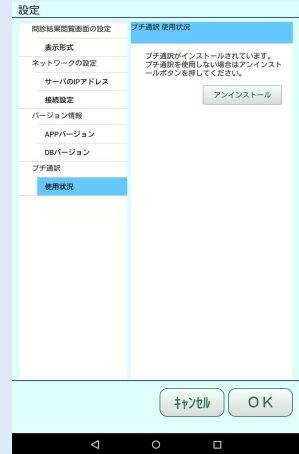 設定
問診結果閲覧画面の設定
表示形式
ネットワークの設定
サーバのIPアドレス
接続設定
バージョン情報
APPバージョン
DBバージョン
プチ通訳
使用状況
プチ通訳 使用状況
プチ通訳がインストールされています。
プチ通訳を使用しない場合はアンインスト
ールボタンを押してください。
アンインストール
キャンセル
OK